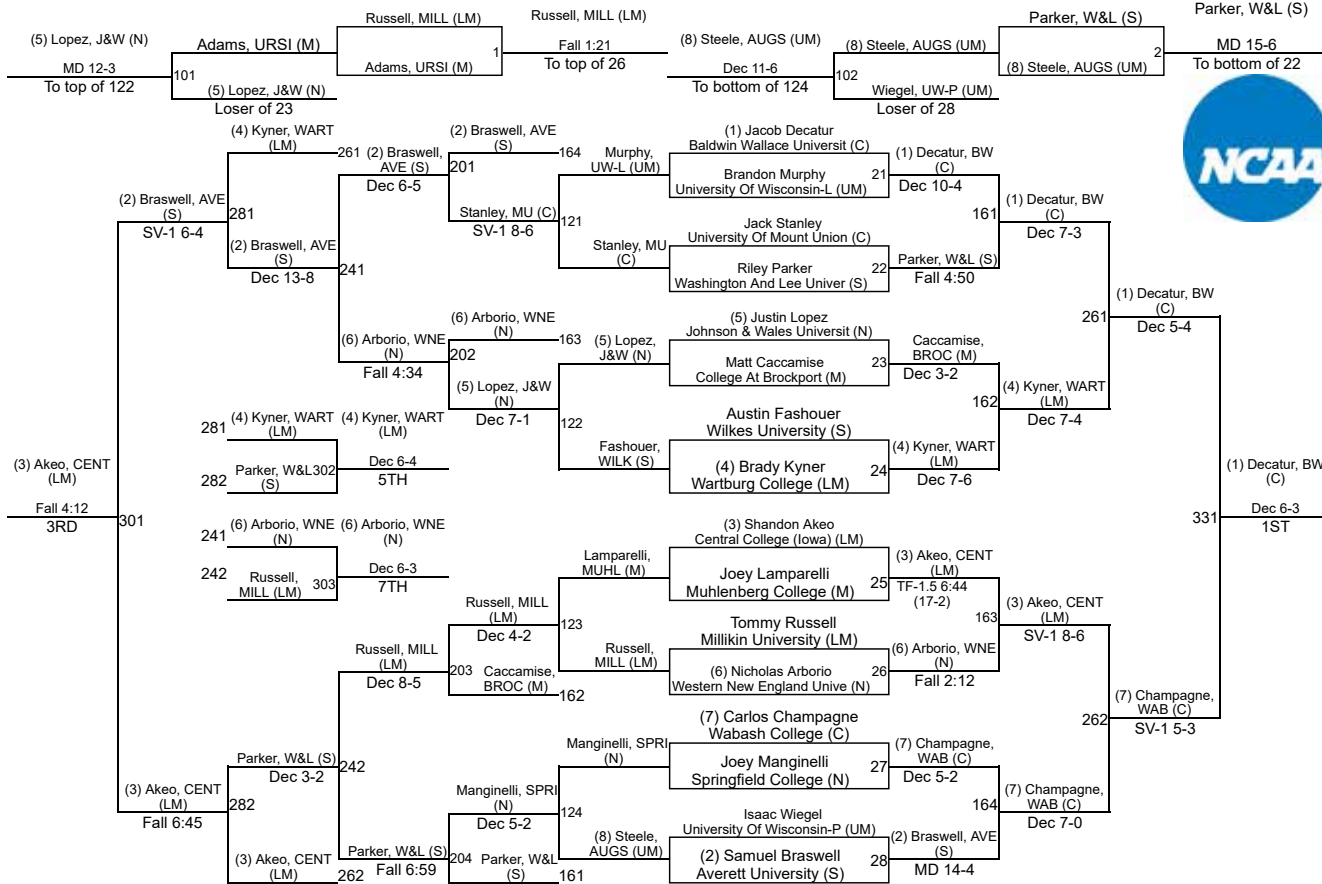 Russell, MILL (LM)
Russell, MILL (LM)
Parker, W&L (S)
Parker, W&L (S)
(5) Lopez, J&W (N)
Adams, URSI (M)
1
Fall 1:21
(8) Steele, AUGS (UM)
(8) Steele, AUGS (UM)
2
MD 15-6
MD 12-3
101
Adams, URSI (M)
To top of 26
Dec 11-6
102
(8) Steele, AUGS (UM)
To bottom of 22
To top of 122
(5) Lopez, J&W (N)
To bottom of 124
Wiegel, UW-P (UM)
Loser of 23
Loser of 28
NCAA
(4) Kyner, WART
(LM)
261
(2) Braswell,
AVE (S)
Dec 6-5
(2) Braswell, AVE
(S)
164
201
Murphy,
UW-L (UM)
(1) Jacob Decatur
Baldwin Wallace Universit (C)
Brandon Murphy
University Of Wisconsin-L (UM)
21
(1) Decatur, BW
(C)
Dec 10-4
(2) Braswell, AVE
(S)
SV-1 6-4
281
Stanley, MU (C)
SV-1 8-6
121
161
(1) Decatur, BW
(C)
Dec 7-3
(2) Braswell, AVE
(S)
Dec 13-8
241
Stanley, MU
(C)
Jack Stanley
University Of Mount Union (C)
Riley Parker
Washington And Lee Univer (S)
22
Parker, W&L (S)
Fall 4:50
(1) Decatur, BW
(C)
Dec 5-4
261
(6) Arborio, WNE
(N)
Fall 4:34
(6) Arborio, WNE
(N)
163
202
(5) Lopez,
J&W (N)
(5) Justin Lopez
Johnson & Wales Universit (N)
Matt Caccamise
College At Brockport (M)
23
Caccamise,
BROC (M)
Dec 3-2
(5) Lopez, J&W
(N)
Dec 7-1
122
162
(4) Kyner, WART
(LM)
Dec 7-4
281
(4) Kyner, WART
(LM)
(4) Kyner, WART
(LM)
Fashouer,
WILK (S)
Austin Fashouer
Wilkes University (S)
(4) Brady Kyner
Wartburg College (LM)
24
(4) Kyner, WART
(LM)
Dec 7-6
282
Parker, W&L
(S)
302
Dec 6-4
5TH
(3) Akeo, CENT
(LM)
Fall 4:12
3RD
301
331
(1) Decatur, BW
(C)
Dec 6-3
1ST
241
(6) Arborio, WNE
(N)
(6) Arborio, WNE
(N)
242
Russell,
MILL (LM)
303
Dec 6-3
7TH
Lamparelli,
MUHL (M)
(3) Shandon Akeo
Central College (Iowa) (LM)
Joey Lamparelli
Muhlenberg College (M)
25
(3) Akeo, CENT
(LM)
TF-1.5 6:44
(17-2)
Russell, MILL
(LM)
Dec 4-2
123
163
(3) Akeo, CENT
(LM)
SV-1 8-6
Russell, MILL
(LM)
Dec 8-5
203
Caccamise,
BROC (M)
162
Russell,
MILL (LM)
Tommy Russell
Millikin University (LM)
(6) Nicholas Arborio
Western New England Unive (N)
26
(6) Arborio, WNE
(N)
Fall 2:12
262
(7) Champagne,
WAB (C)
SV-1 5-3
Parker, W&L (S)
Dec 3-2
242
Manginelli, SPRI
(N)
(7) Carlos Champagne
Wabash College (C)
Joey Manginelli
Springfield College (N)
27
(7) Champagne,
WAB (C)
Dec 5-2
(3) Akeo, CENT
(LM)
Fall 6:45
282
Manginelli, SPRI
(N)
Dec 5-2
124
164
(7) Champagne,
WAB (C)
Dec 7-0
(3) Akeo, CENT
(LM)
262
Parker, W&L (S)
Fall 6:59
204
Parker, W&L
(S)
161
(8) Steele,
AUGS (UM)
Isaac Wiegel
University Of Wisconsin-P (UM)
(2) Samuel Braswell
Averett University (S)
28
(2) Braswell, AVE
(S)
MD 14-4